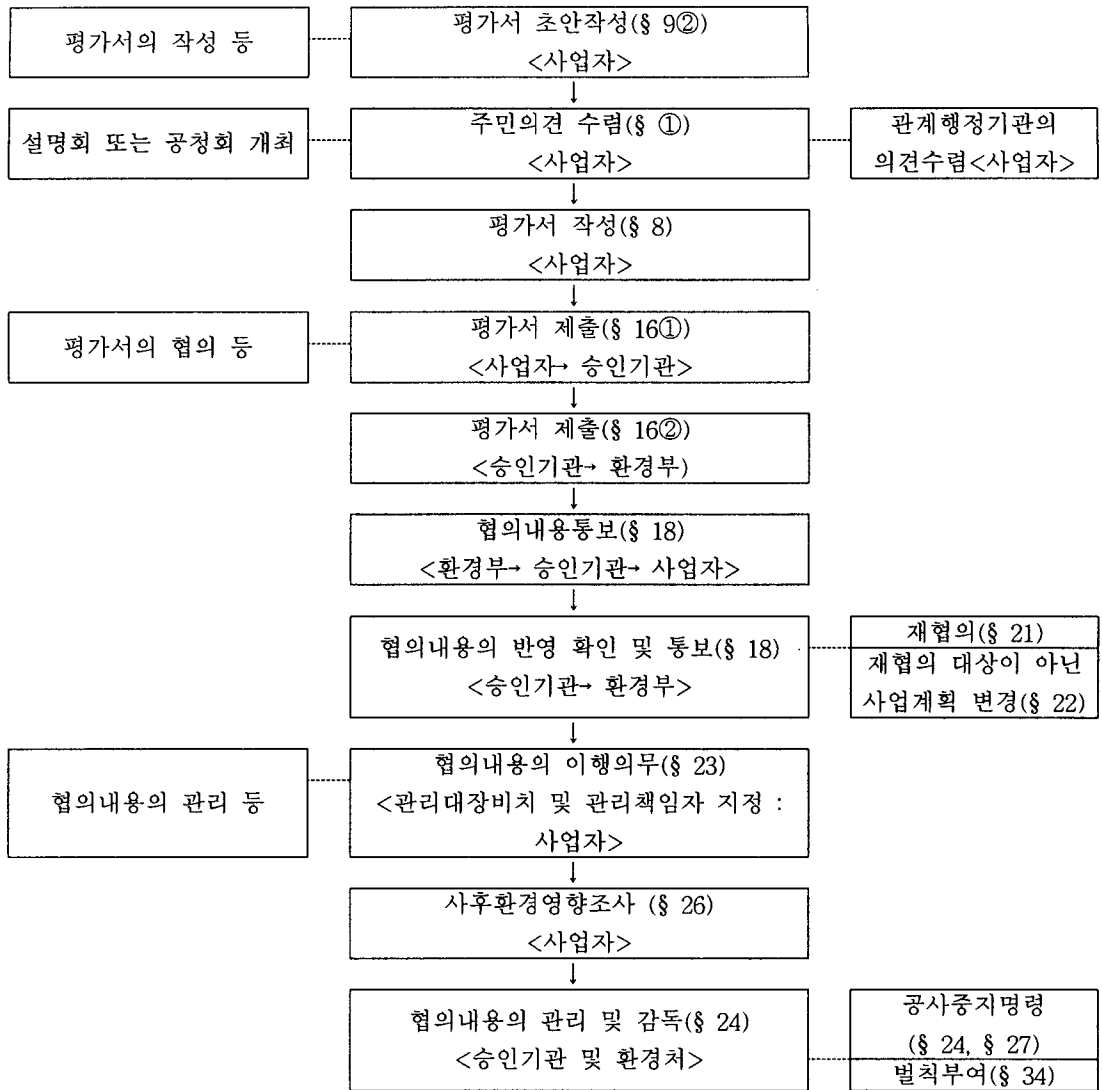 평가서의 작성 등
평가서 초안작성(§ 9②)
<사업자>
설명회 또는 공청회 개최
주민의견 수렴(§ ①)
<사업자>
관계행정기관의
의견수렴<사업자>
평가서 작성(§ 8)
<사업자>
평가서의 협의 등
평가서 제출(§ 16①)
<사업자→ 승인기관>
평가서 제출(§ 16②)
<승인기관→ 환경부)
협의내용통보(§ 18)
<환경부→ 승인기관→ 사업자>
협의내용의 반영 확인 및 통보(§ 18)
<승인기관→ 환경부>
재협의(§ 21)
재협의 대상이 아닌
사업계획 변경(§ 22)
협의내용의 관리 등
협의내용의 이행의무(§ 23)
<관리대장비치 및 관리책임자 지정 :
사업자>
사후환경영향조사 (§ 26)
<사업자>
협의내용의 관리 및 감독(§ 24)
<승인기관 및 환경처>
공사중지명령
(§ 24, § 27)
벌칙부여(§ 34)